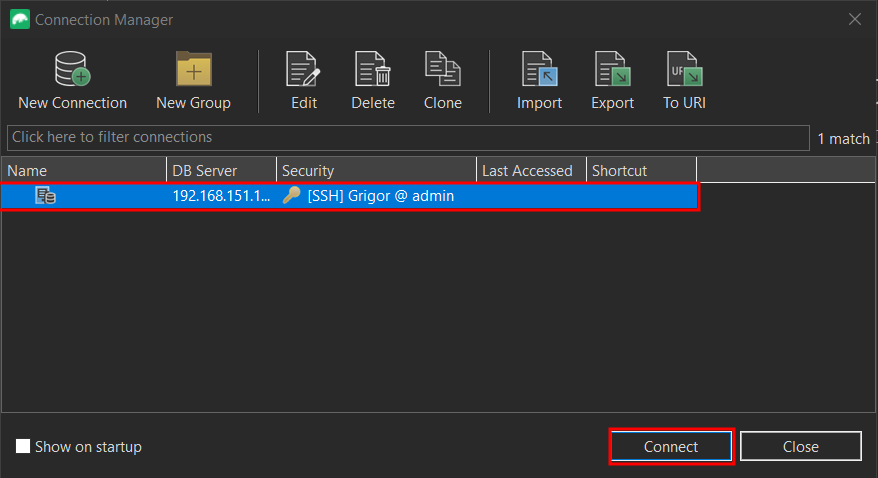 Connection Manager
New Connection New Group Edit Delete Clone Import Export To URI
Click here to filter connections 1 match
Name DB Server Security Last Accessed Shortcut
192.168.151.1... [SSH] Grigor @ admin
Show on startup Connect Close